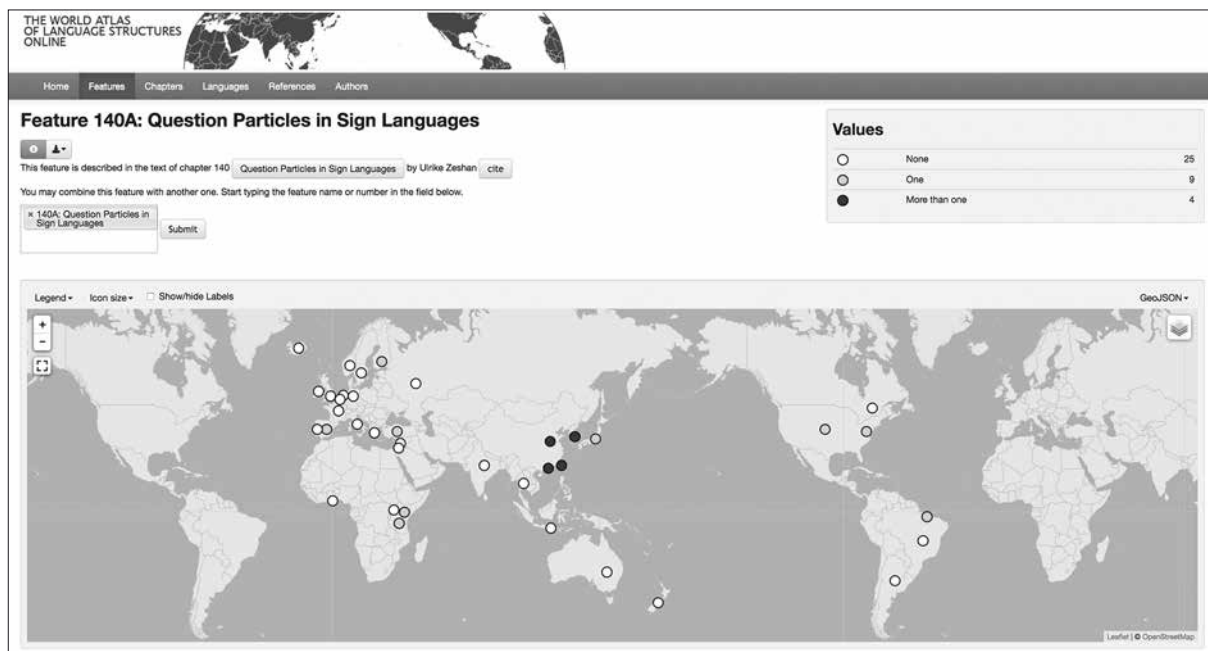 THE WORLD ATLAS
OF LANGUAGE STRUCTURES
ONLINE
Home Features Chapters Languages References Authors
Feature 140A: Question Particles in Sign Languages
This feature is described in the text of chapter 140 Question Particles in Sign Languages by Ulrike Zeshan cite
You may combine this feature with another one. Start typing the feature name or number in the field below.
× 140A: Question Particles in
Sign Languages
Submit
Values
None 25
One 9
More than one 4
Legend Icon size Show/hide Labels GeoJSON
+
−
Leaflet | © OpenStreetMap